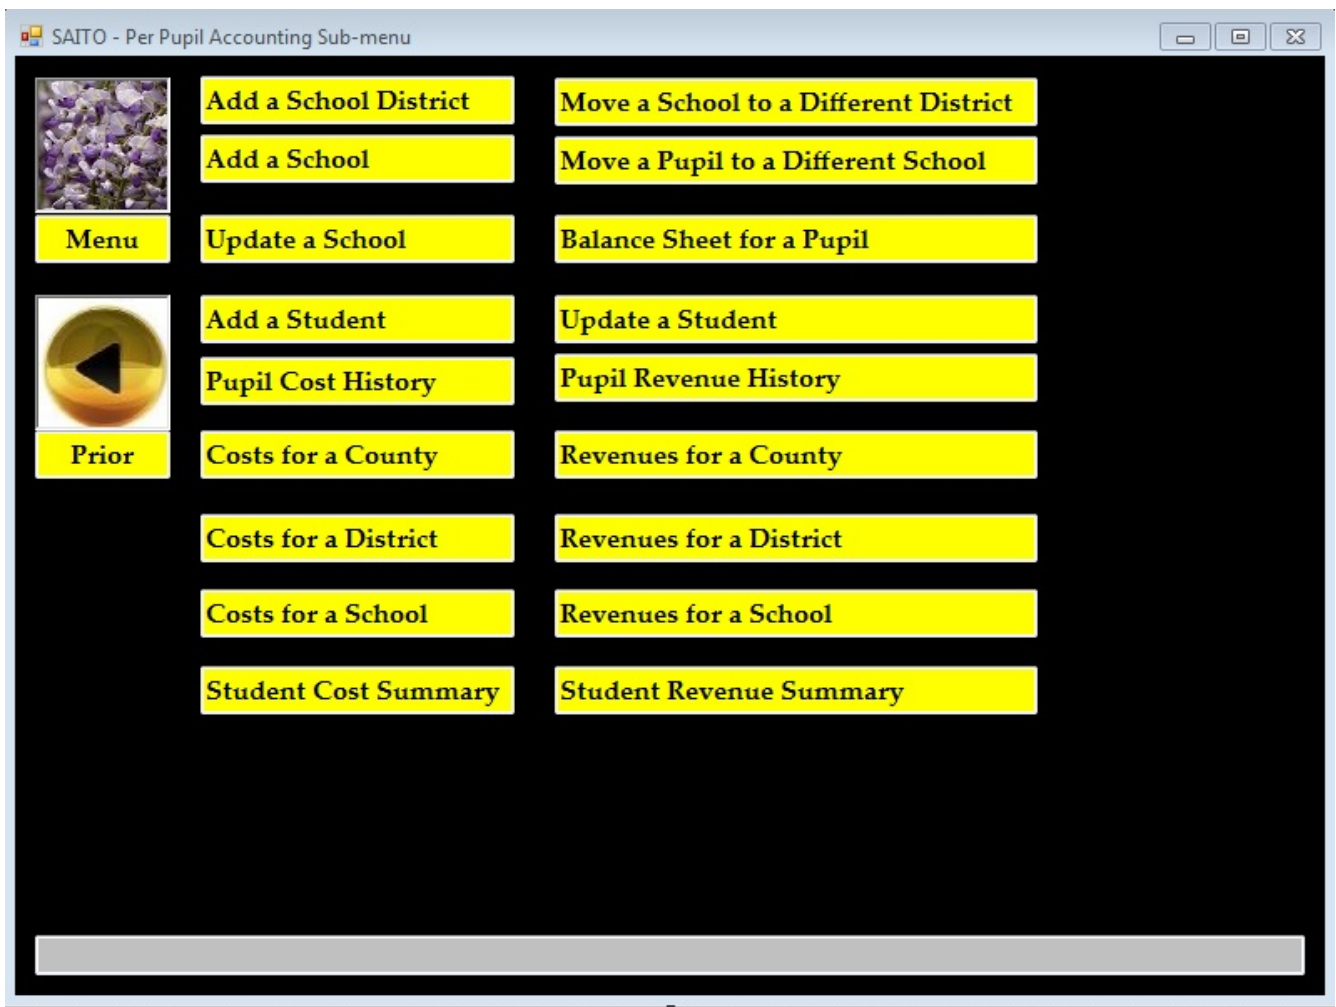 SAITO - Per Pupil Accounting Sub-menu
Add a School District
Move a School to a Different District
Add a School
Move a Pupil to a Different School
Menu
Update a School
Balance Sheet for a Pupil
Add a Student
Update a Student
Pupil Cost History
Pupil Revenue History
Prior
Costs for a County
Revenues for a County
Costs for a District
Revenues for a District
Costs for a School
Revenues for a School
Student Cost Summary
Student Revenue Summary